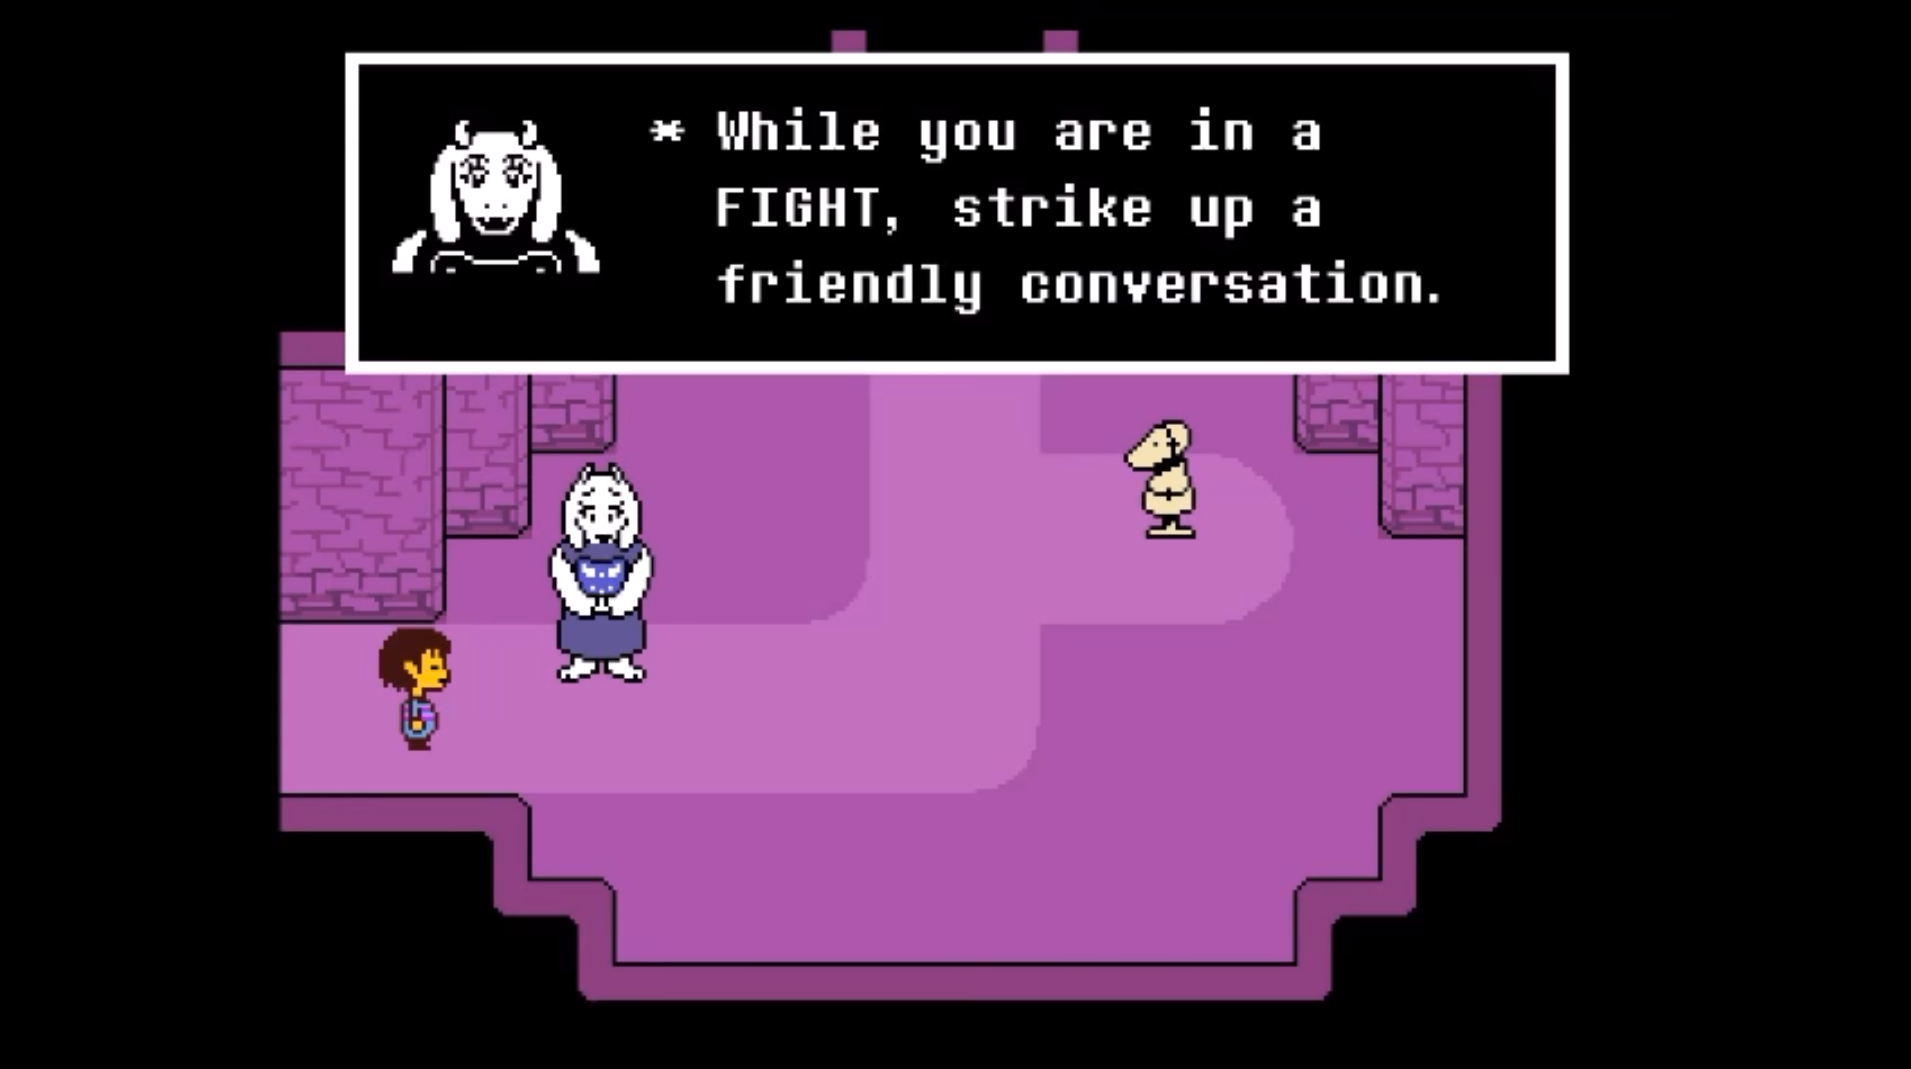 * While you are in a
FIGHT, strike up a
friendly conversation.